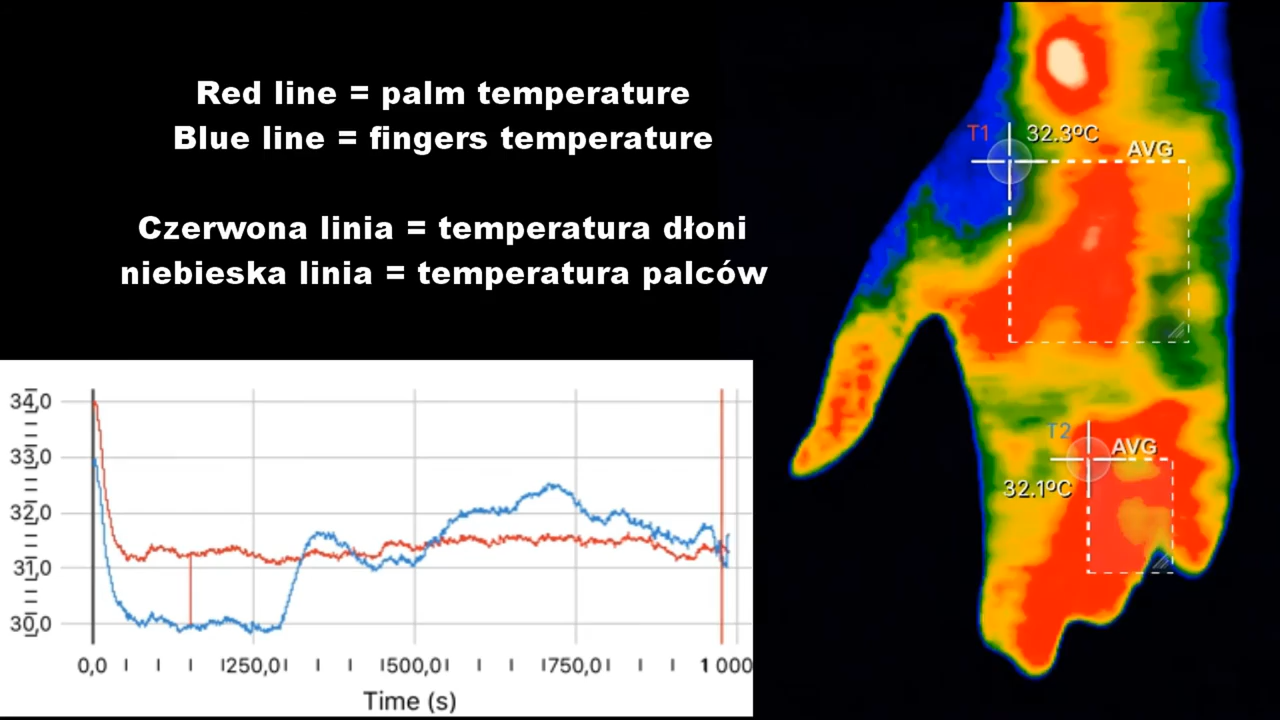 Red line = palm temperature
Blue line = fingers temperature
Czerwona linia = temperatura dłoni
niebieska linia = temperatura palców
T1 32.3ºC
AVG
T2
AVG
32.1ºC
34,0
33,0
32,0
31,0
30,0
0,0 250,0 500,0 750,0 1 000
Time (s)